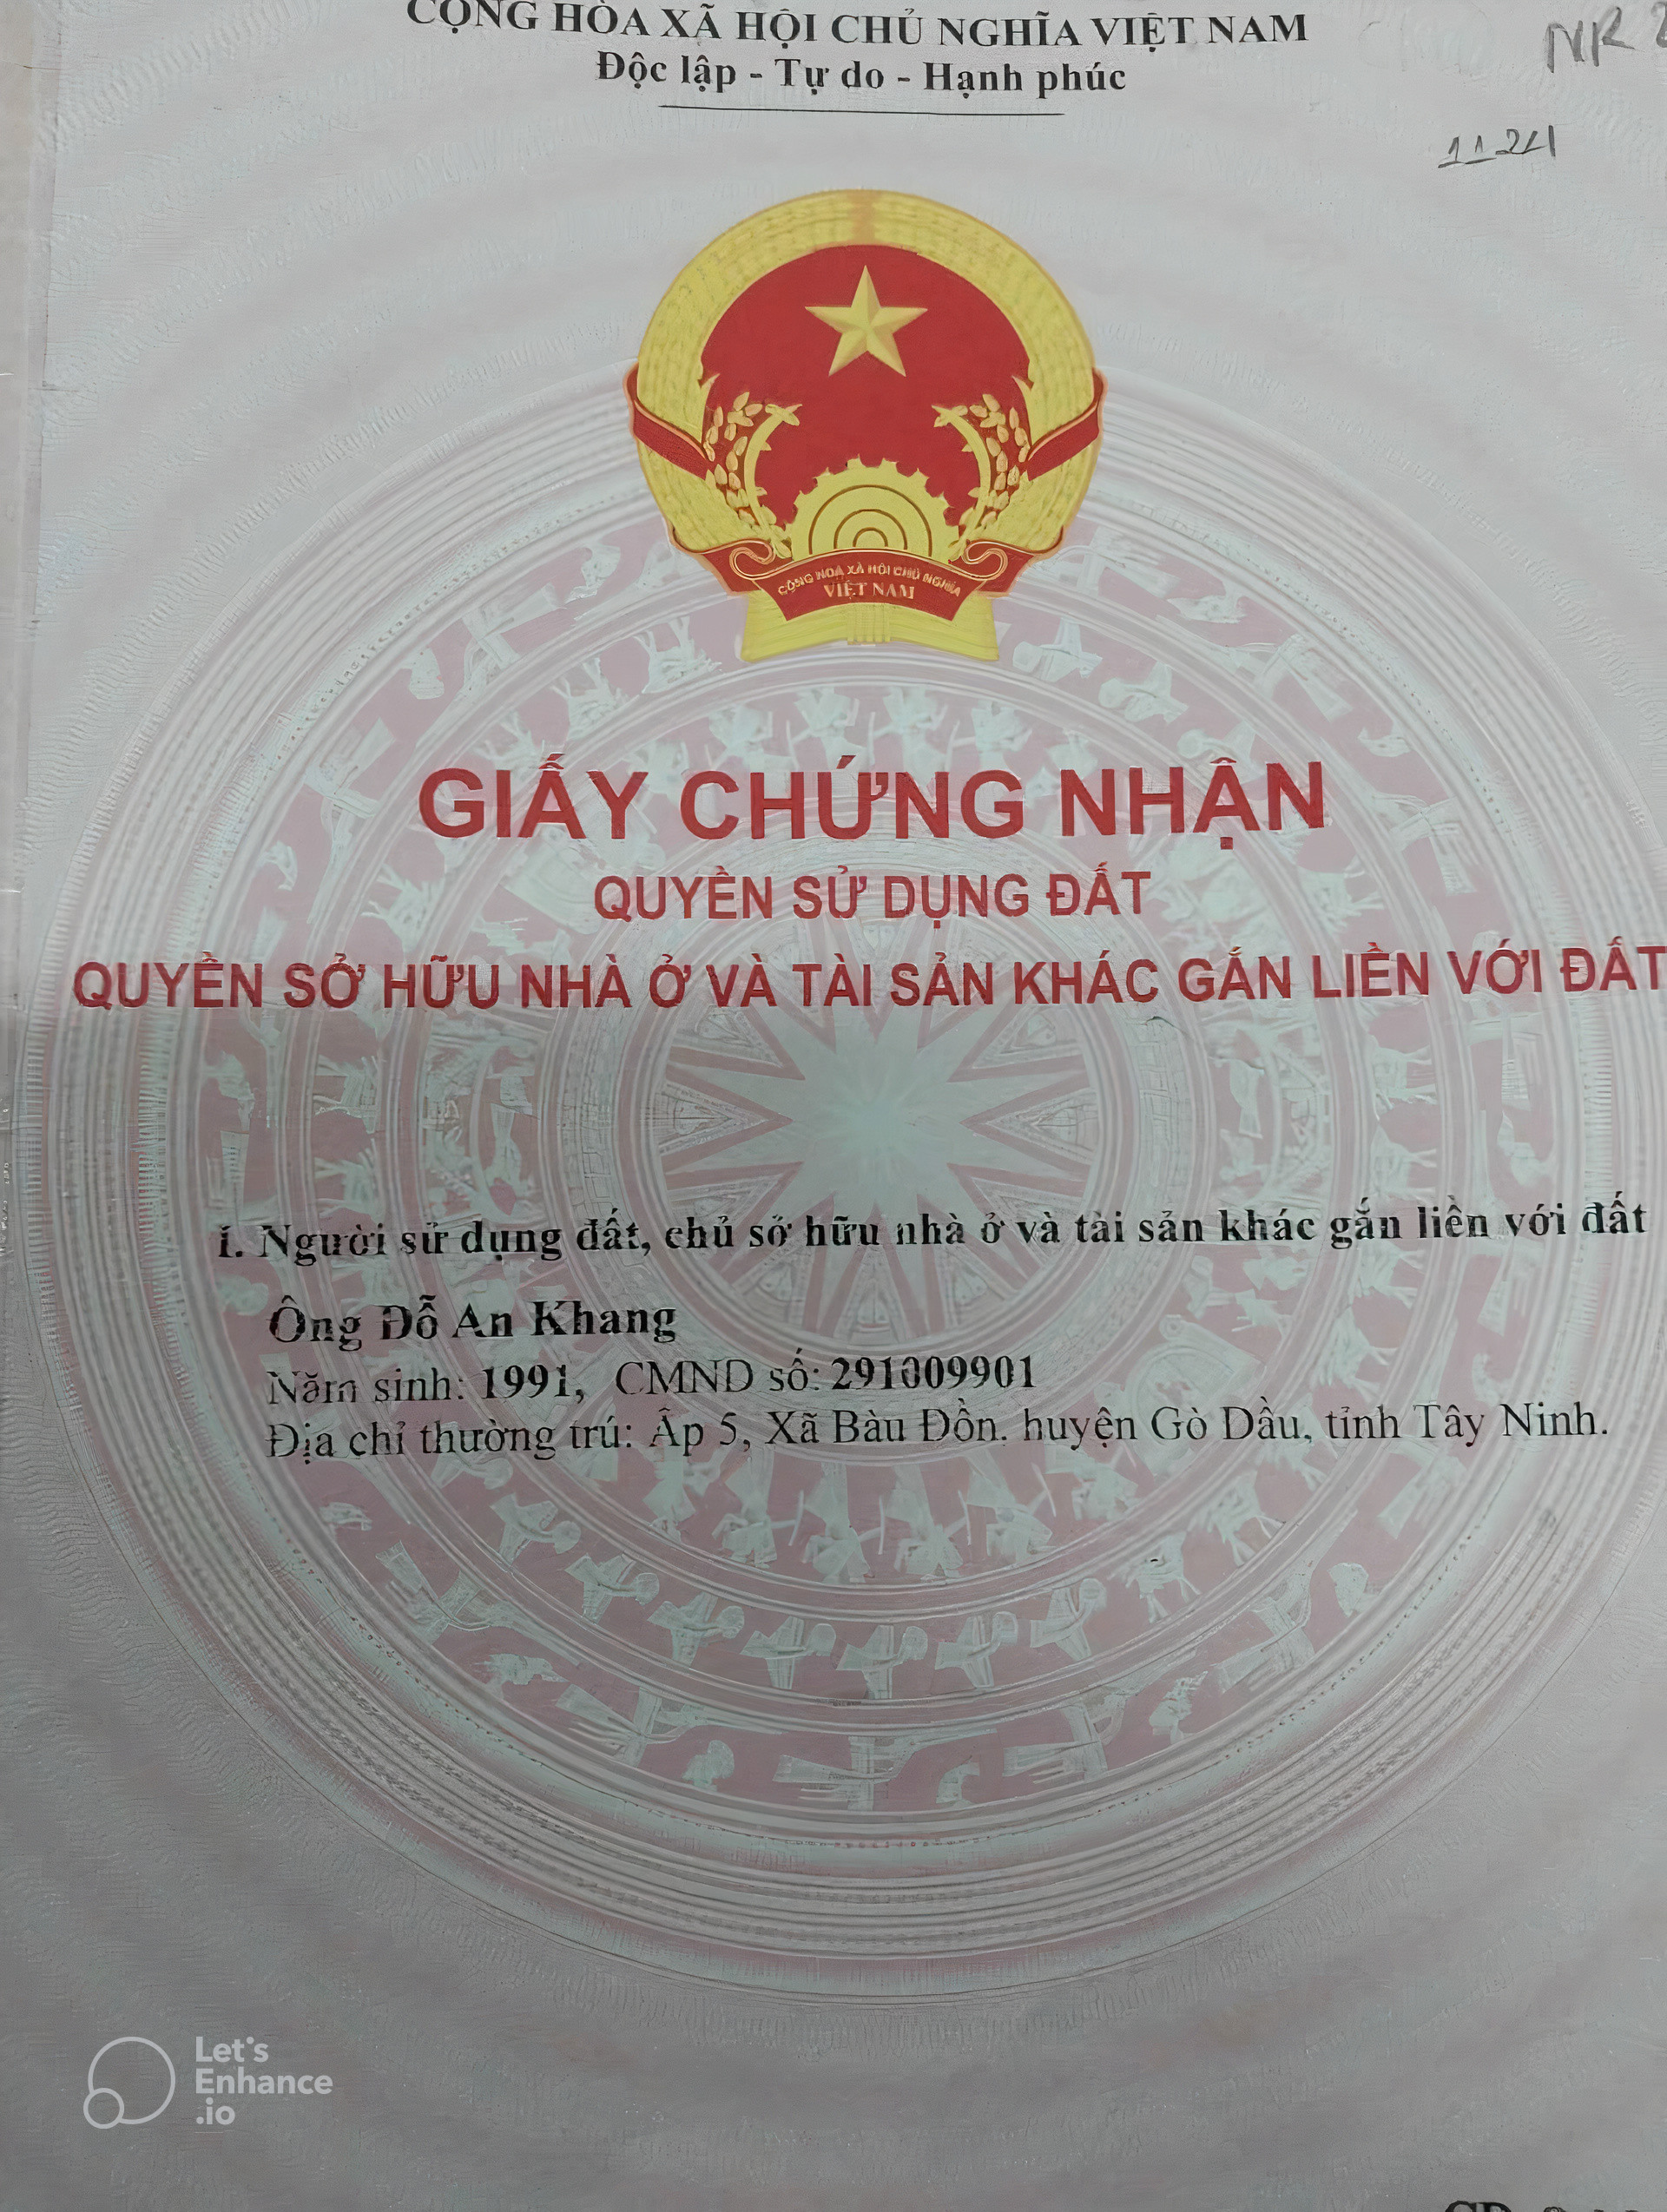 CỘNG HÒA XÃ HỘI CHỦ NGHĨA VIỆT NAM
Độc lập - Tự do - Hạnh phúc
NR 2
1124
CỘNG HOÀ XÃ HỘI CHỦ NGHĨA
VIỆT NAM
GIẤY CHỨNG NHẬN
QUYỀN SỬ DỤNG ĐẤT
QUYỀN SỞ HỮU NHÀ Ở VÀ TÀI SẢN KHÁC GẮN LIỀN VỚI ĐẤT
I. Người sử dụng đất, chủ sở hữu nhà ở và tài sản khác gắn liền với đất
Ông Đỗ An Khang
Năm sinh: 1991, CMND số: 291009901
Địa chỉ thường trú: Ấp 5, Xã Bàu Đồn. huyện Gò Dầu, tỉnh Tây Ninh.
Let's
Enhance
.io